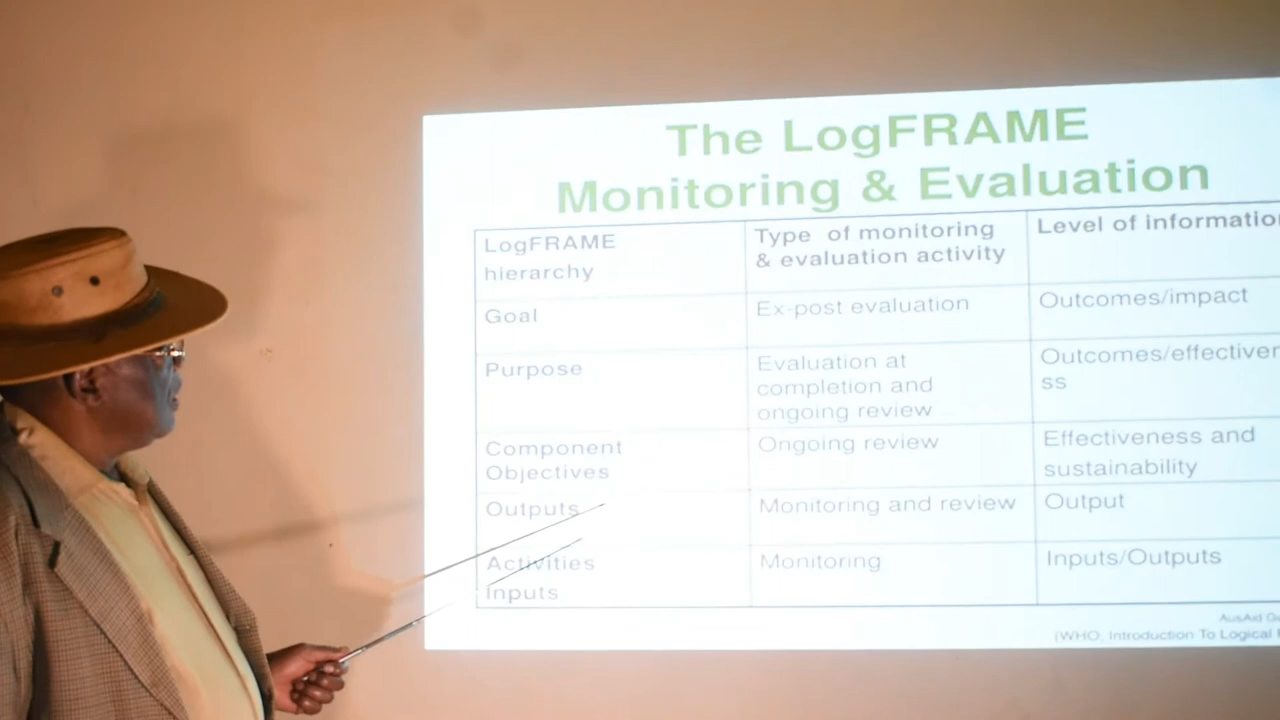 The LogFRAME
Monitoring & Evaluation
LogFRAME
hierarchy
Type of monitoring
& evaluation activity
Level of information
Goal
Ex-post evaluation
Outcomes/impact
Purpose
Evaluation at
completion and
ongoing review
Outcomes/effectiven
ss
Component
Objectives
Ongoing review
Effectiveness and
sustainability
Outputs
Monitoring and review
Output
Activities
Inputs
Monitoring
Inputs/Outputs
AusAid
(WHO, Introduction To Logical